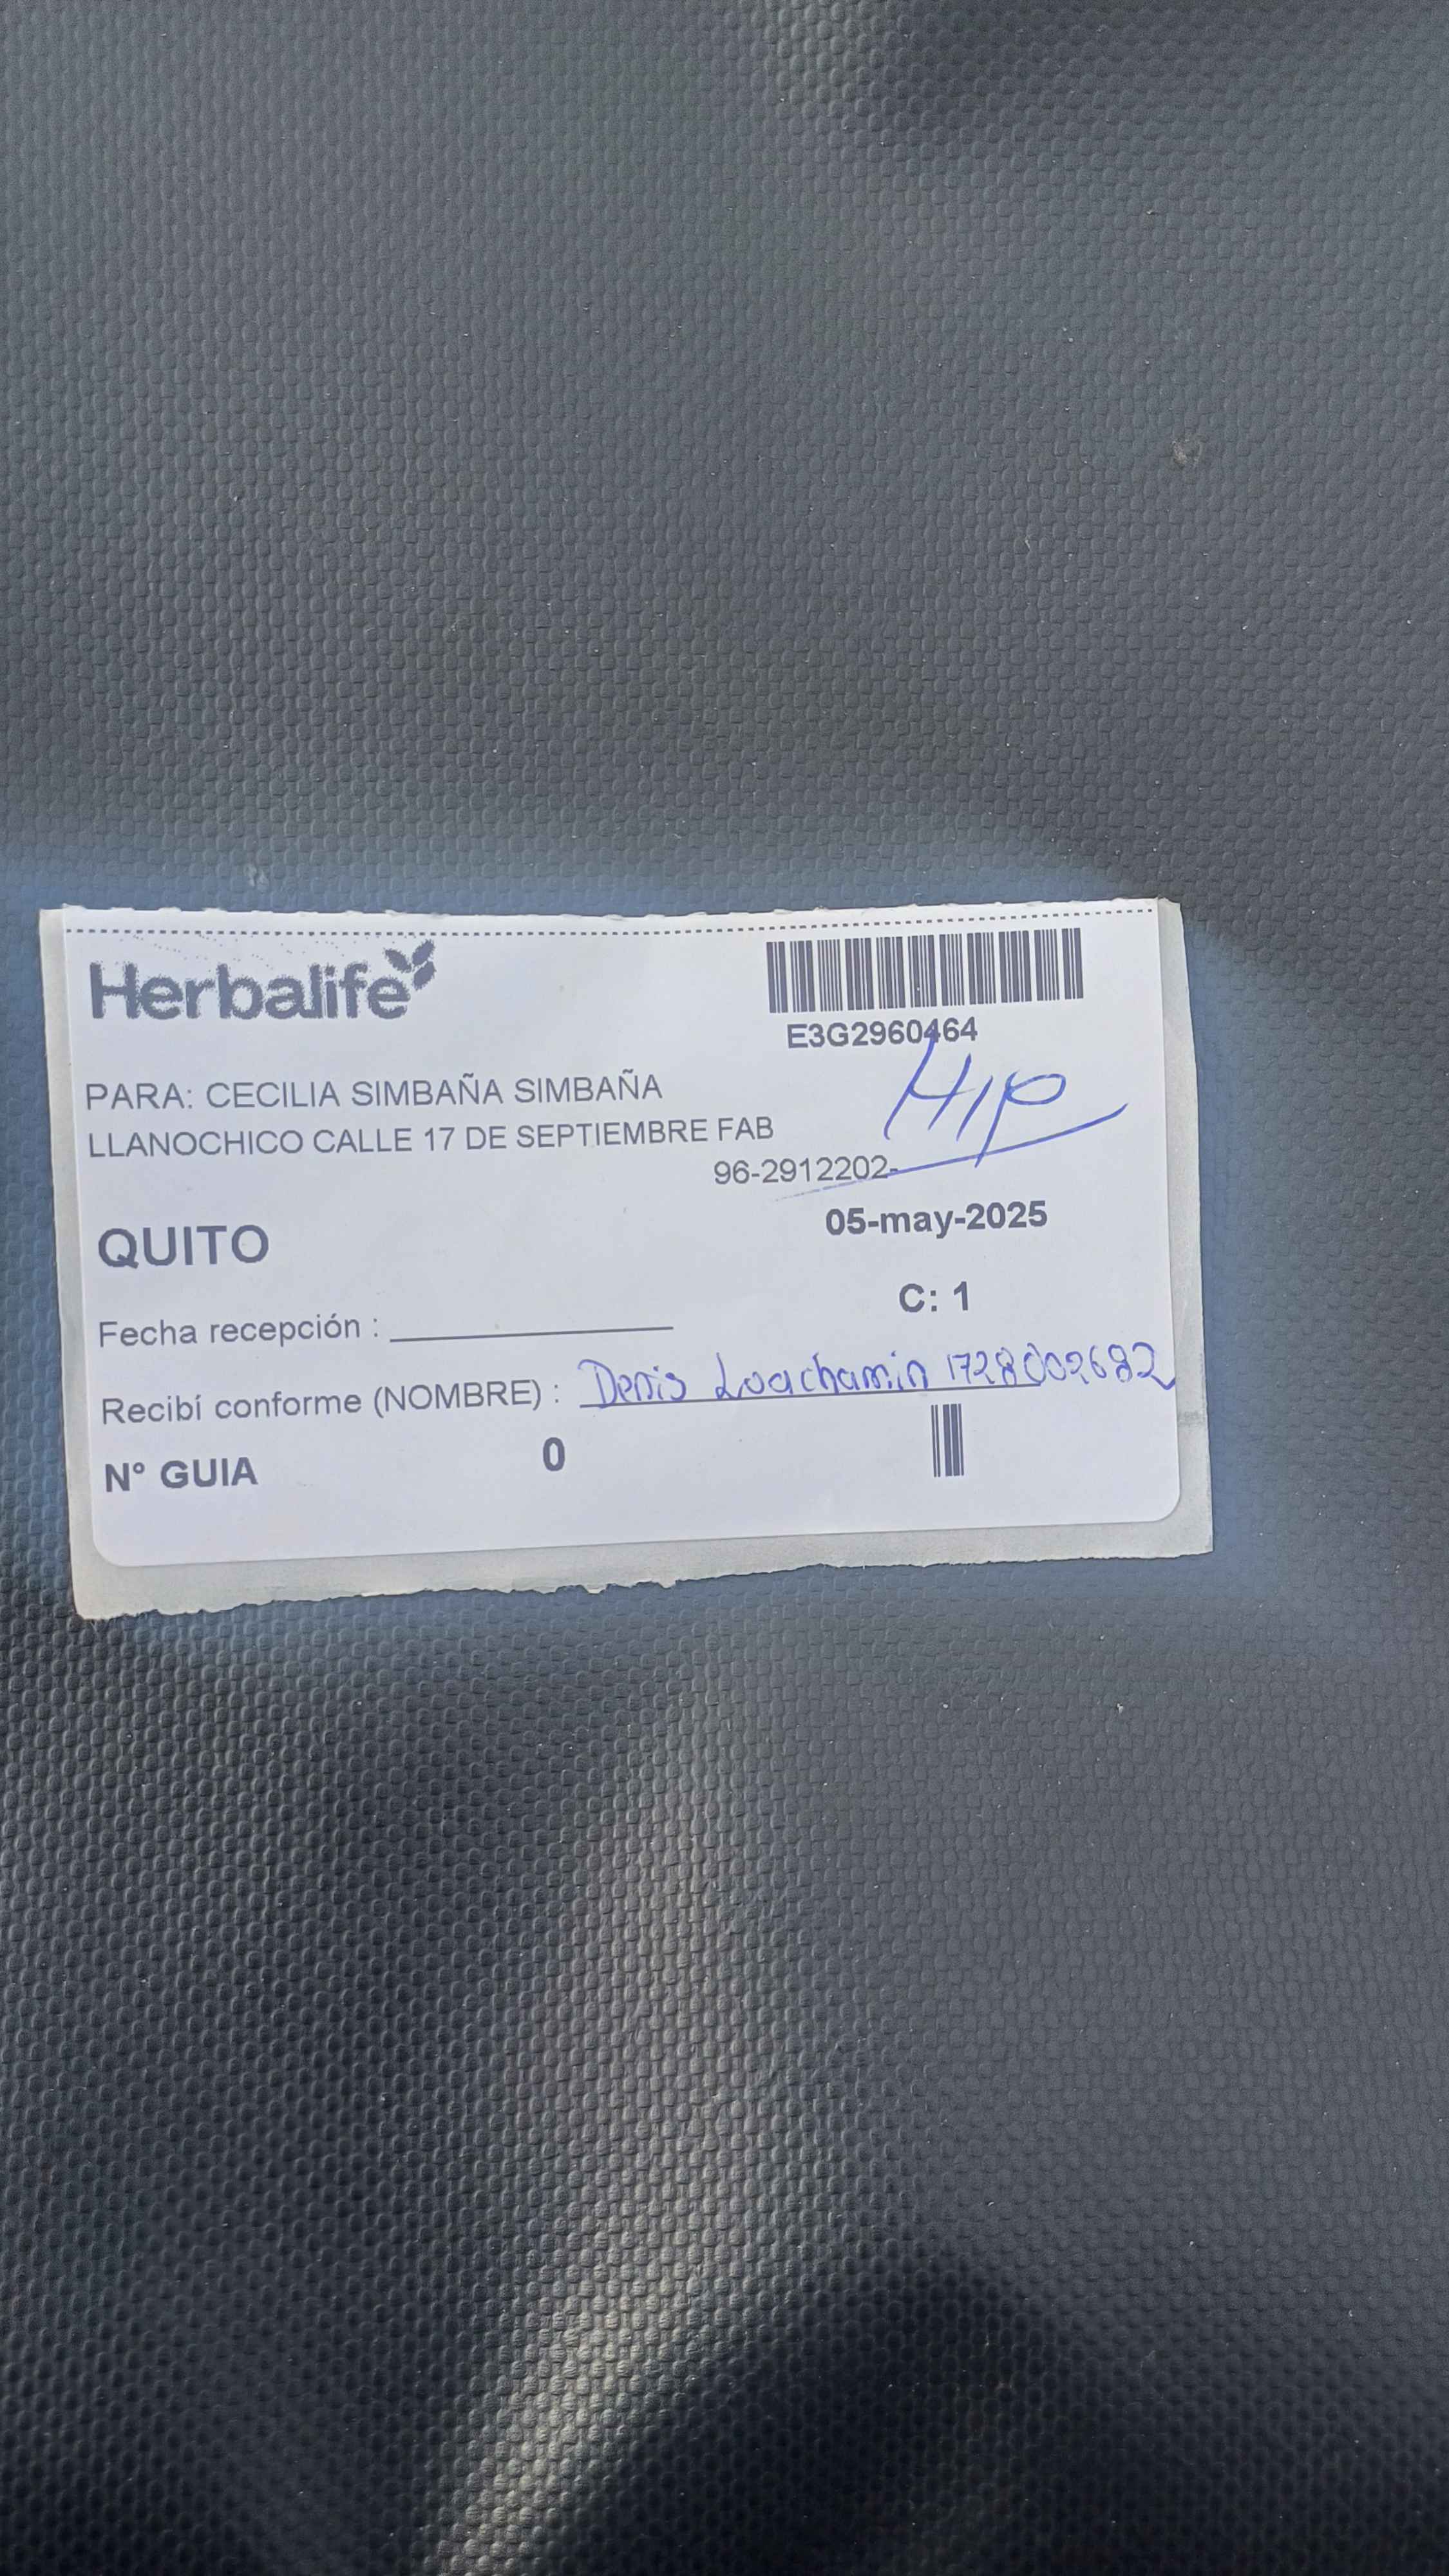 Herbalife
E3G2960464
PARA: CECILIA SIMBAÑA SIMBAÑA
LLANOCHICO CALLE 17 DE SEPTIEMBRE FAB
96-2912202-
QUITO
05-may-2025
C: 1
Fecha recepción :
Recibí conforme (NOMBRE) : Denis Loachamin 1728002682
N° GUIA 0